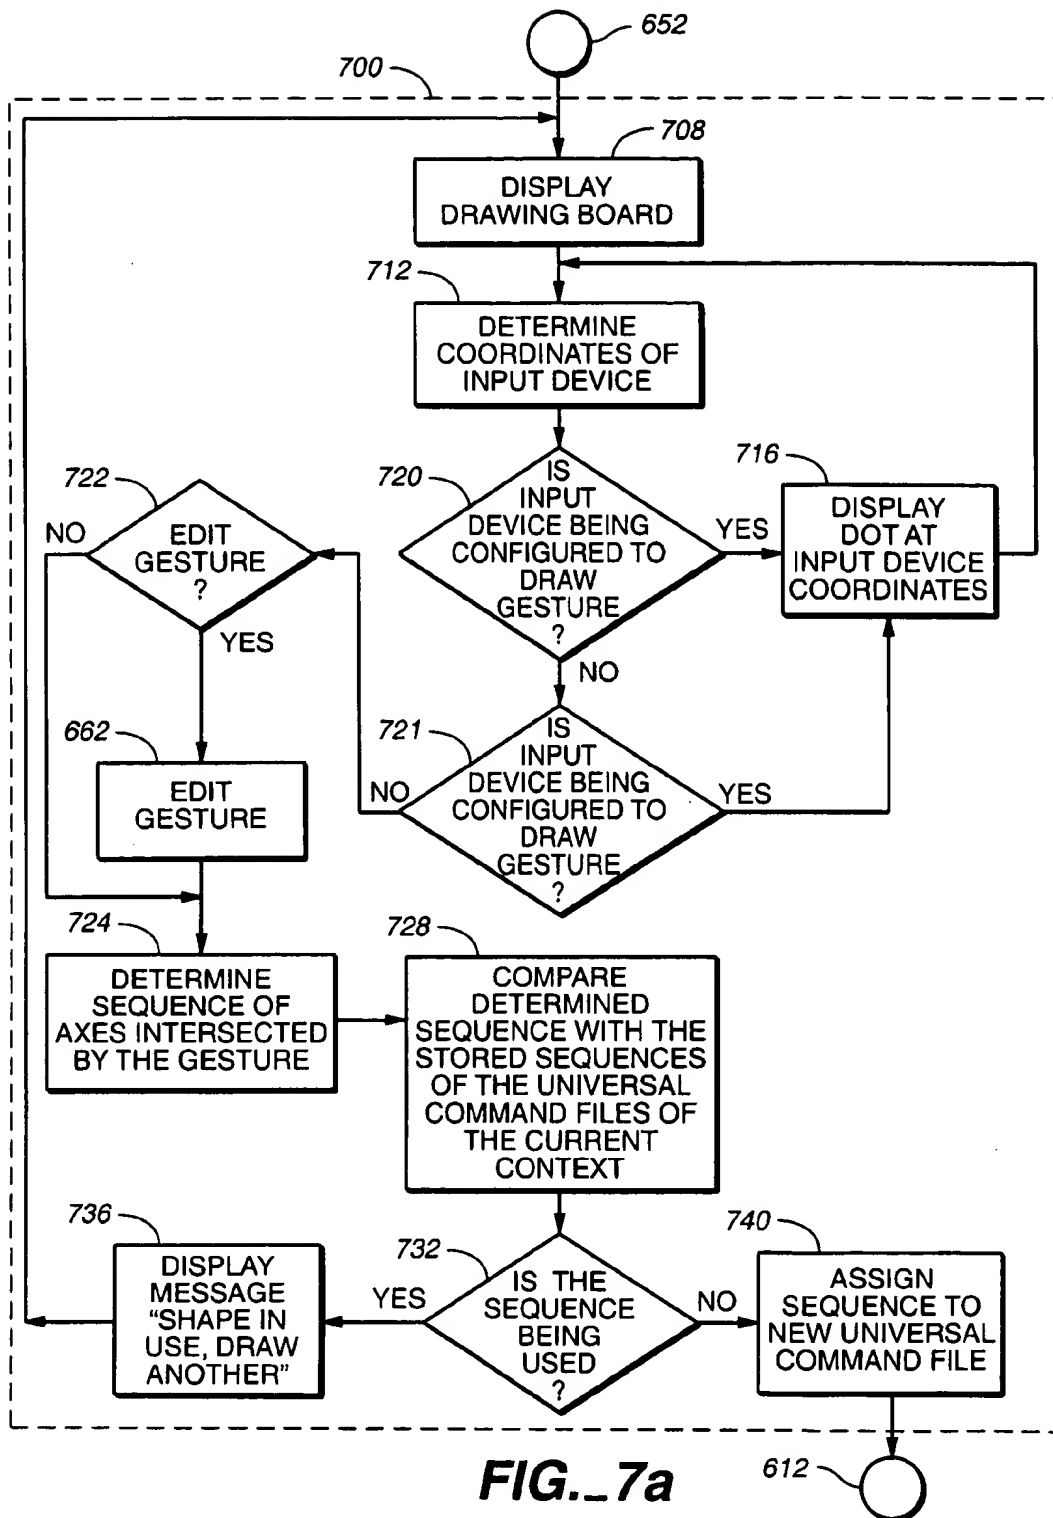 652
700
708
DISPLAY
DRAWING BOARD
712
DETERMINE
COORDINATES OF
INPUT DEVICE
720
IS
INPUT
DEVICE BEING
CONFIGURED TO
DRAW
GESTURE
?
YES
716
DISPLAY
DOT AT
INPUT DEVICE
COORDINATES
NO
722
NO
EDIT
GESTURE
?
YES
721
IS
INPUT
DEVICE BEING
CONFIGURED TO
DRAW
GESTURE
?
NO
YES
662
EDIT
GESTURE
724
DETERMINE
SEQUENCE OF
AXES INTERSECTED
BY THE GESTURE
728
COMPARE
DETERMINED
SEQUENCE WITH THE
STORED SEQUENCES
OF THE UNIVERSAL
COMMAND FILES OF
THE CURRENT
CONTEXT
736
DISPLAY
MESSAGE
“SHAPE IN
USE, DRAW
ANOTHER”
732
YES
IS THE
SEQUENCE
BEING
USED
?
NO
740
ASSIGN
SEQUENCE TO
NEW UNIVERSAL
COMMAND FILE
612
FIG._7a